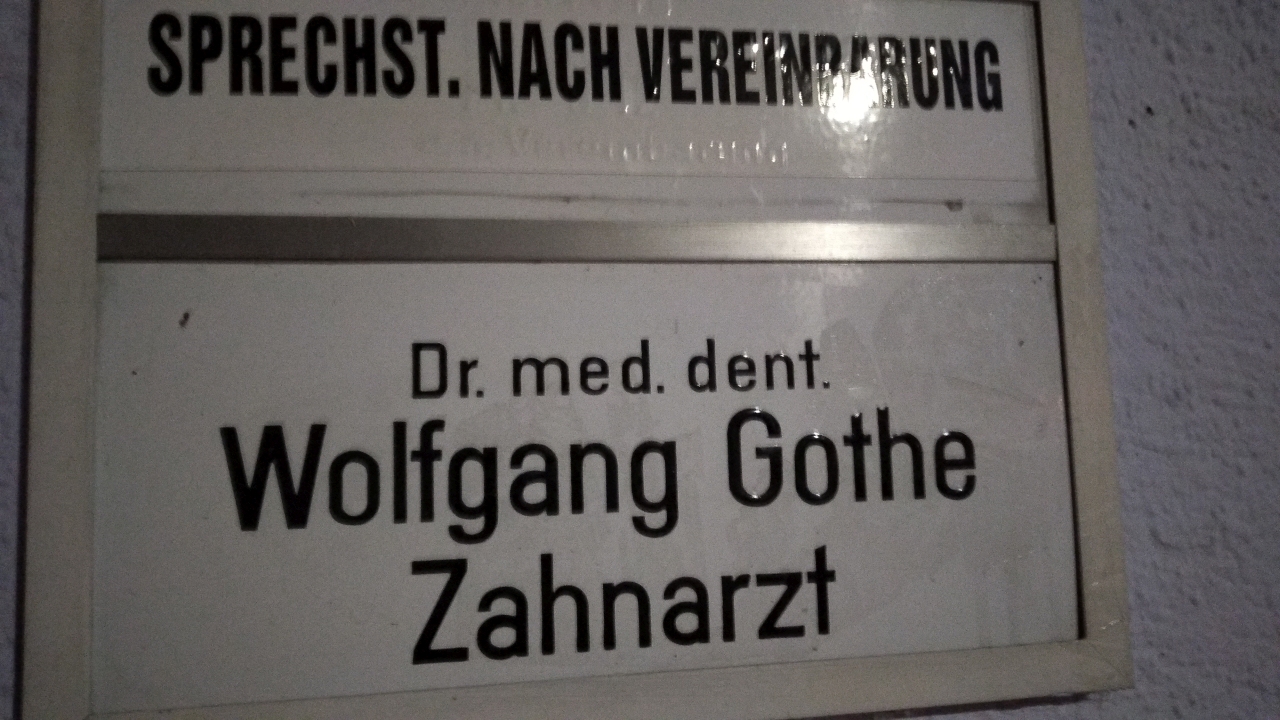 SPRECHST. NACH VEREINBARUNG
Dr. med. dent.
Wolfgang Gothe
Zahnarzt